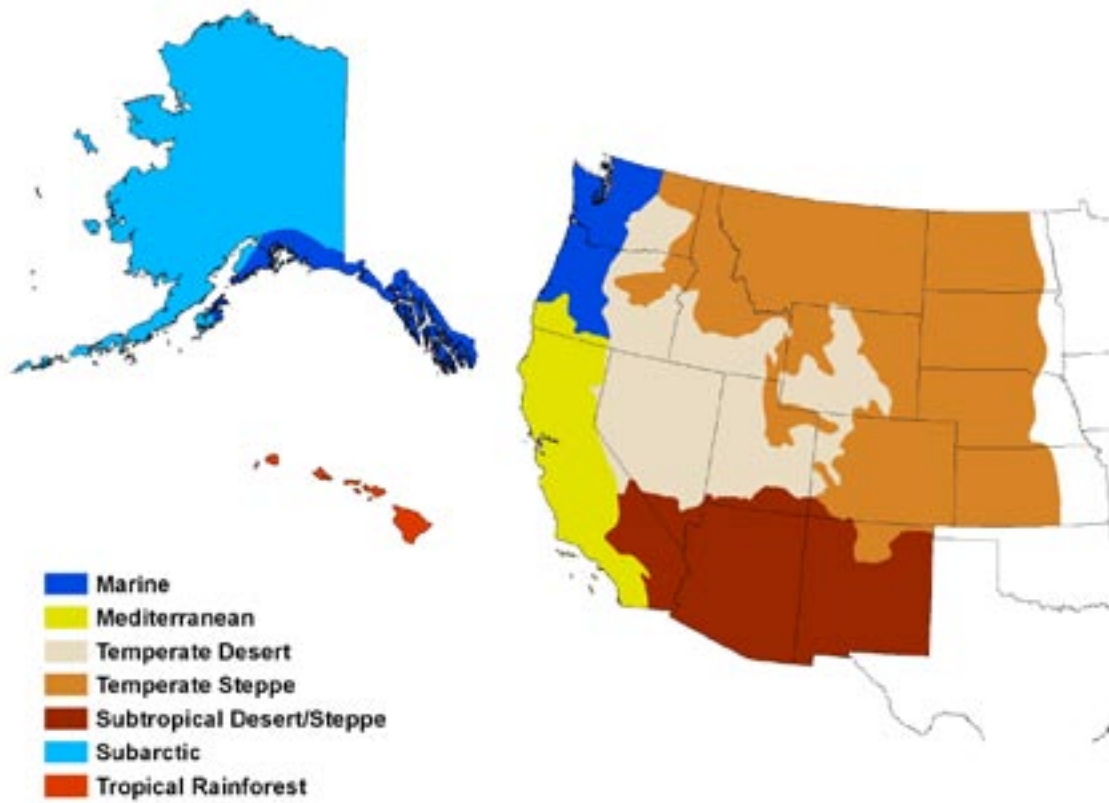 Marine
Mediterranean
Temperate Desert
Temperate Steppe
Subtropical Desert/Steppe
Subarctic
Tropical Rainforest